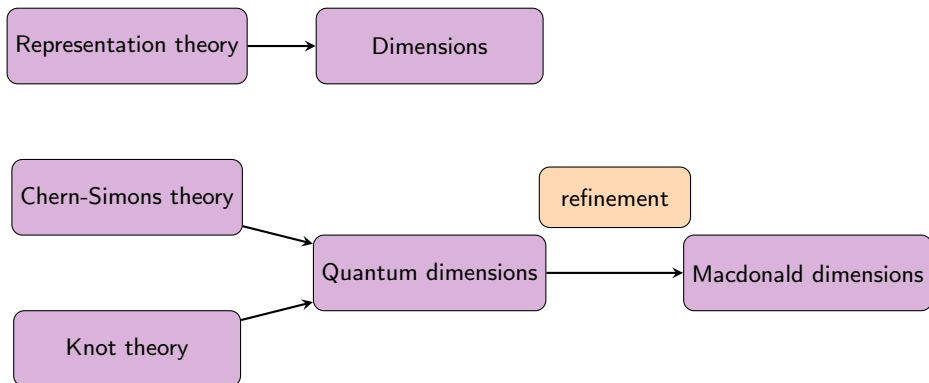 Representation theory
Dimensions
Chern-Simons theory
refinement
Quantum dimensions
Macdonald dimensions
Knot theory